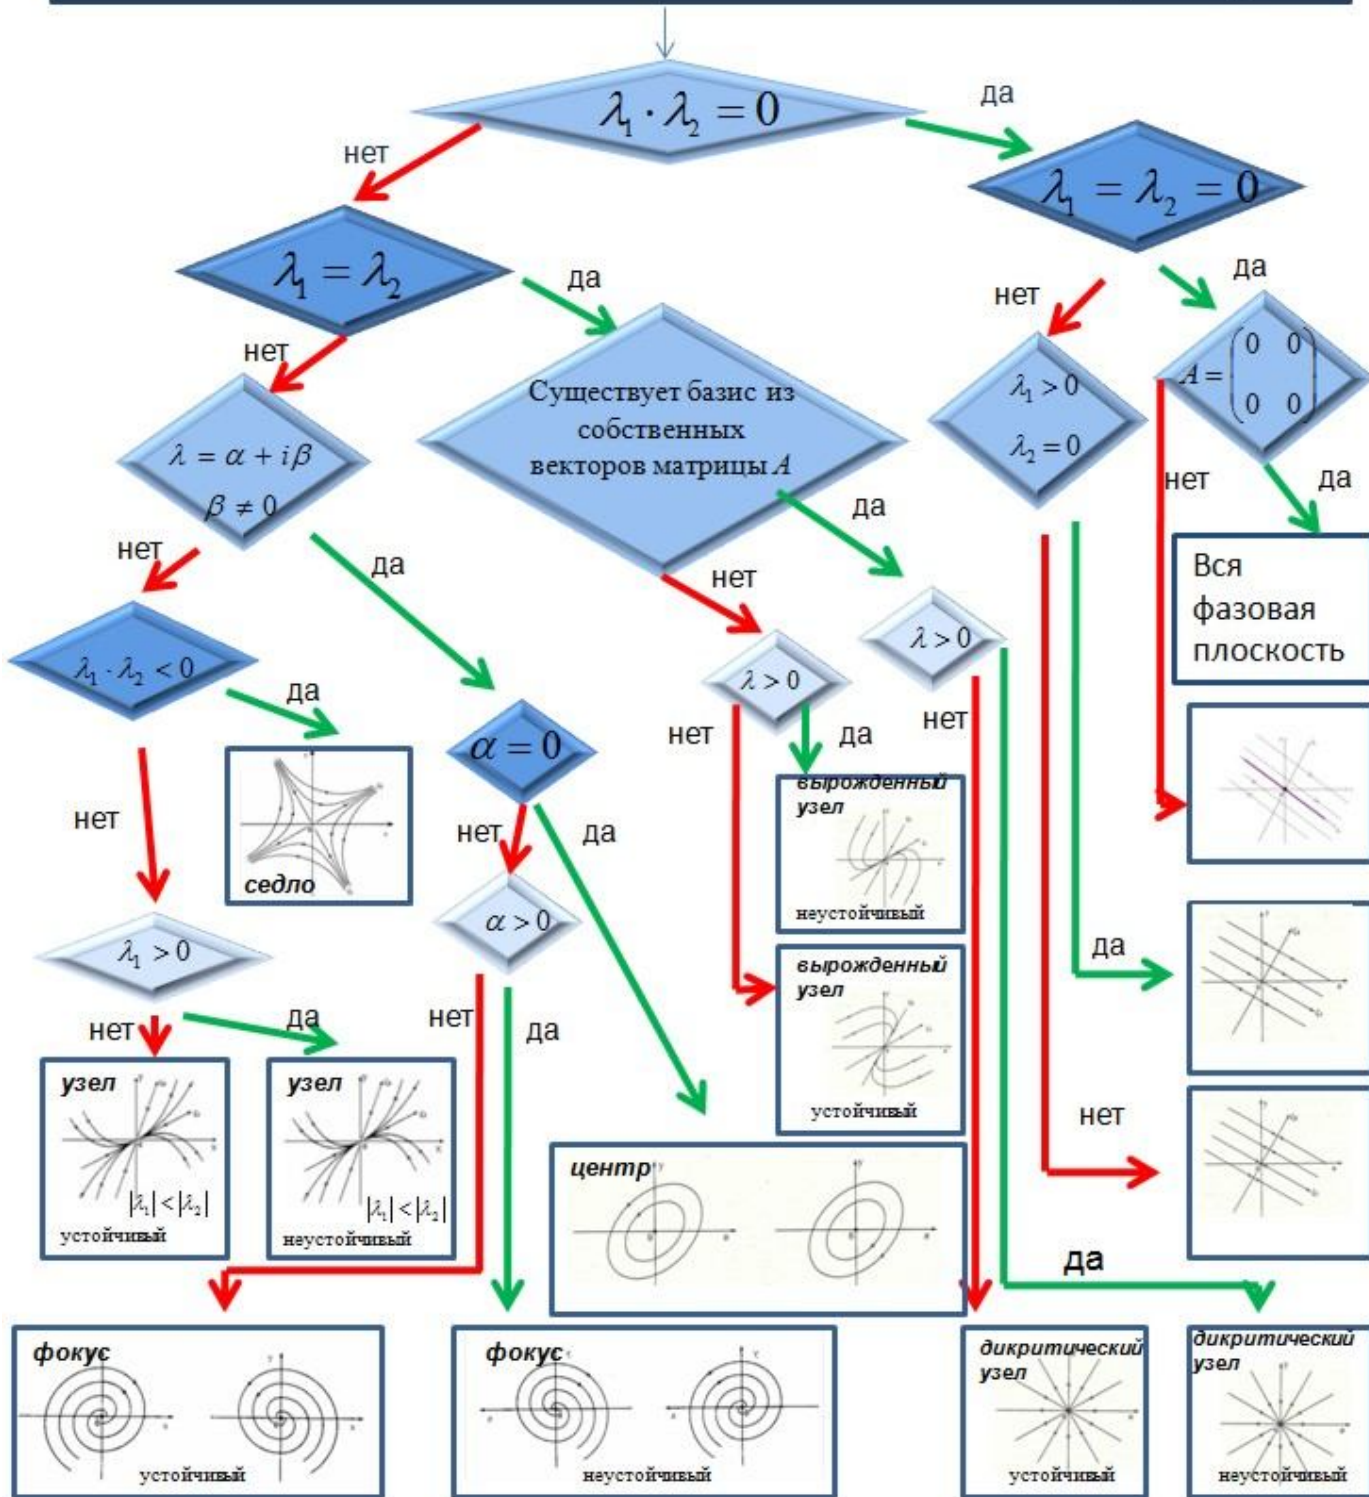 λ₁ · λ₂ = 0
да
нет
λ₁ = λ₂ = 0
λ₁ = λ₂
да
да
нет
нет
A = (0 0
0 0)
λ₁ > 0
λ₂ = 0
Существует базис из
собственных
векторов матрицы A
λ = α + iβ
β ≠ 0
да
нет
да
нет
да
нет
Вся
фазовая
плоскость
λ > 0
λ > 0
λ₁ · λ₂ < 0
да
нет
да
нет
α = 0
вырожденный
узел
неустойчивый
нет
седло
нет
да
α > 0
λ₁ > 0
да
вырожденный
узел
устойчивый
нет
да
нет
да
нет
узел
|λ₁| < |λ₂|
устойчивый
узел
|λ₁| < |λ₂|
неустойчивый
центр
да
фокус
устойчивый
фокус
неустойчивый
дикритический
узел
устойчивый
дикритический
узел
неустойчивый